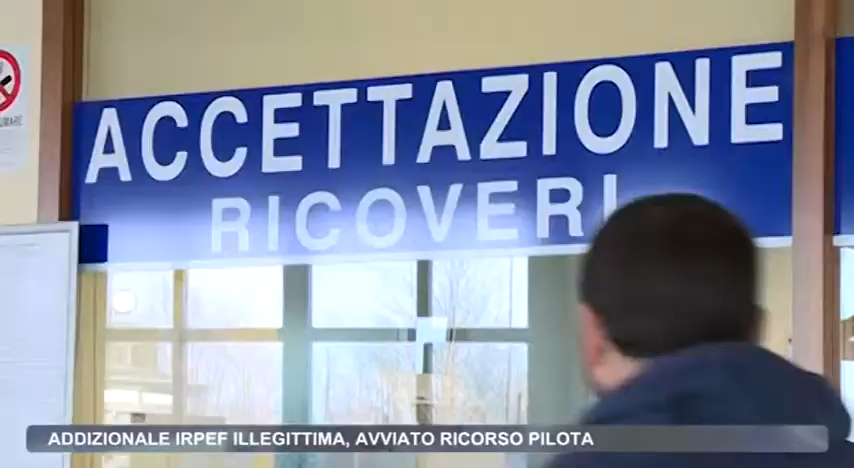 ACCETTAZIONE
RICOVERI
ADDIZIONALE IRPEF ILLEGITTIMA, AVVIATO RICORSO PILOTA